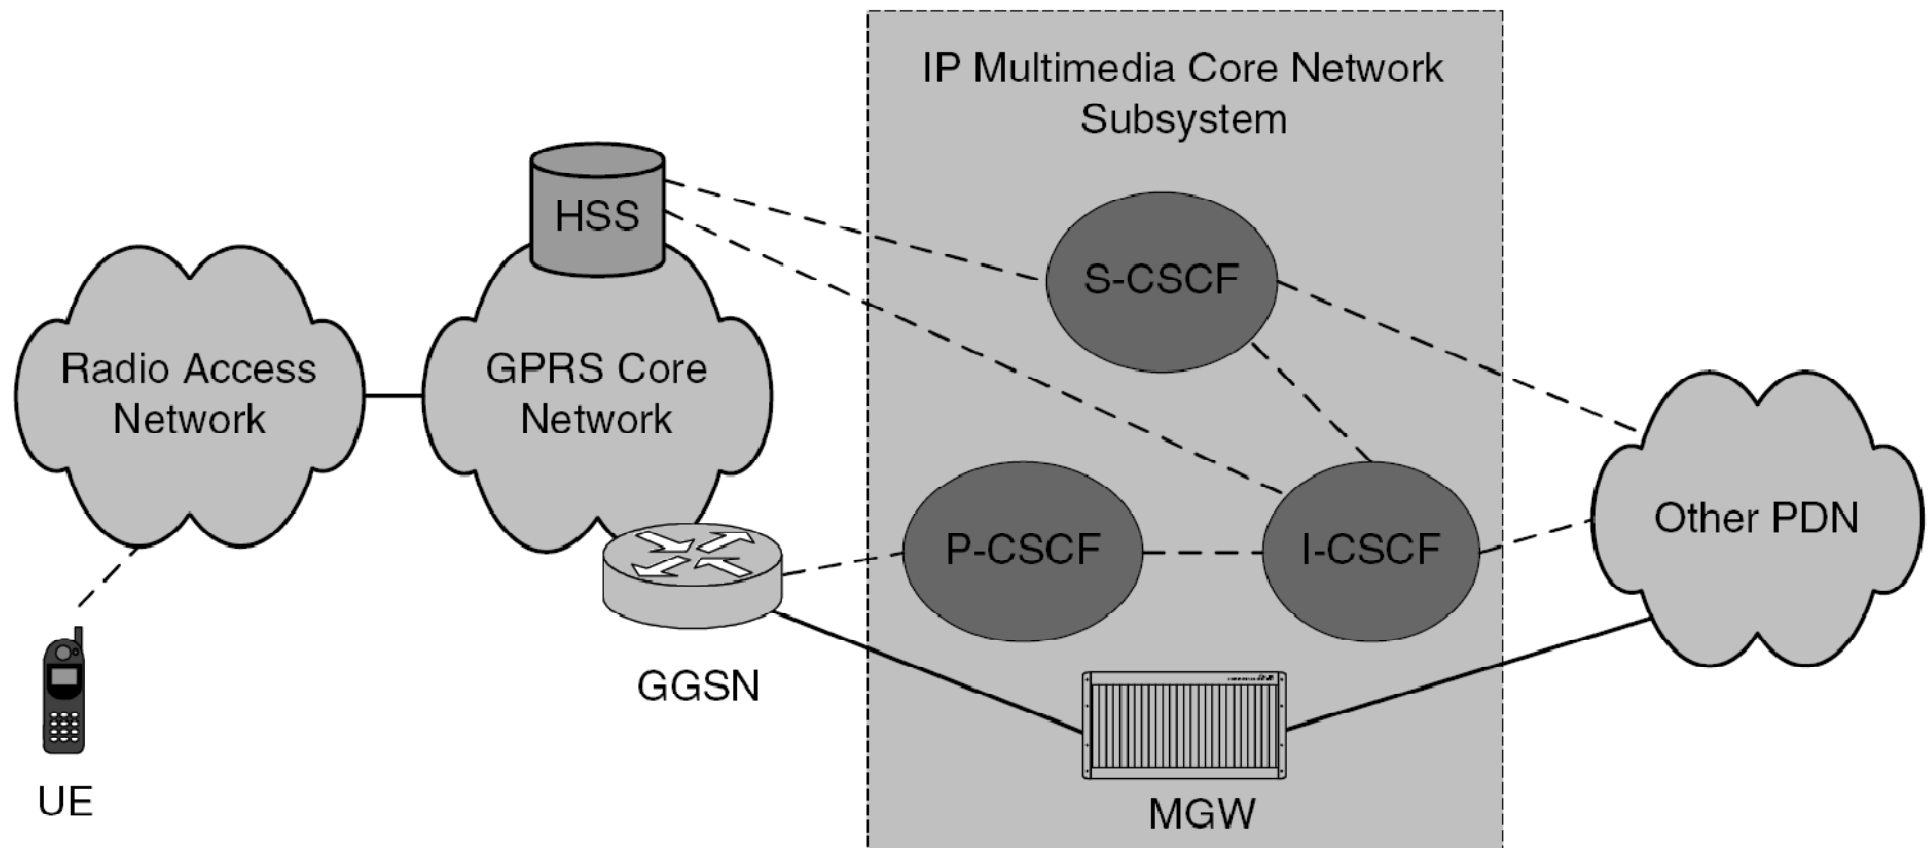 IP Multimedia Core Network
Subsystem
HSS
S-CSCF
Radio Access
Network
GPRS Core
Network
P-CSCF
I-CSCF
Other PDN
GGSN
UE
MGW